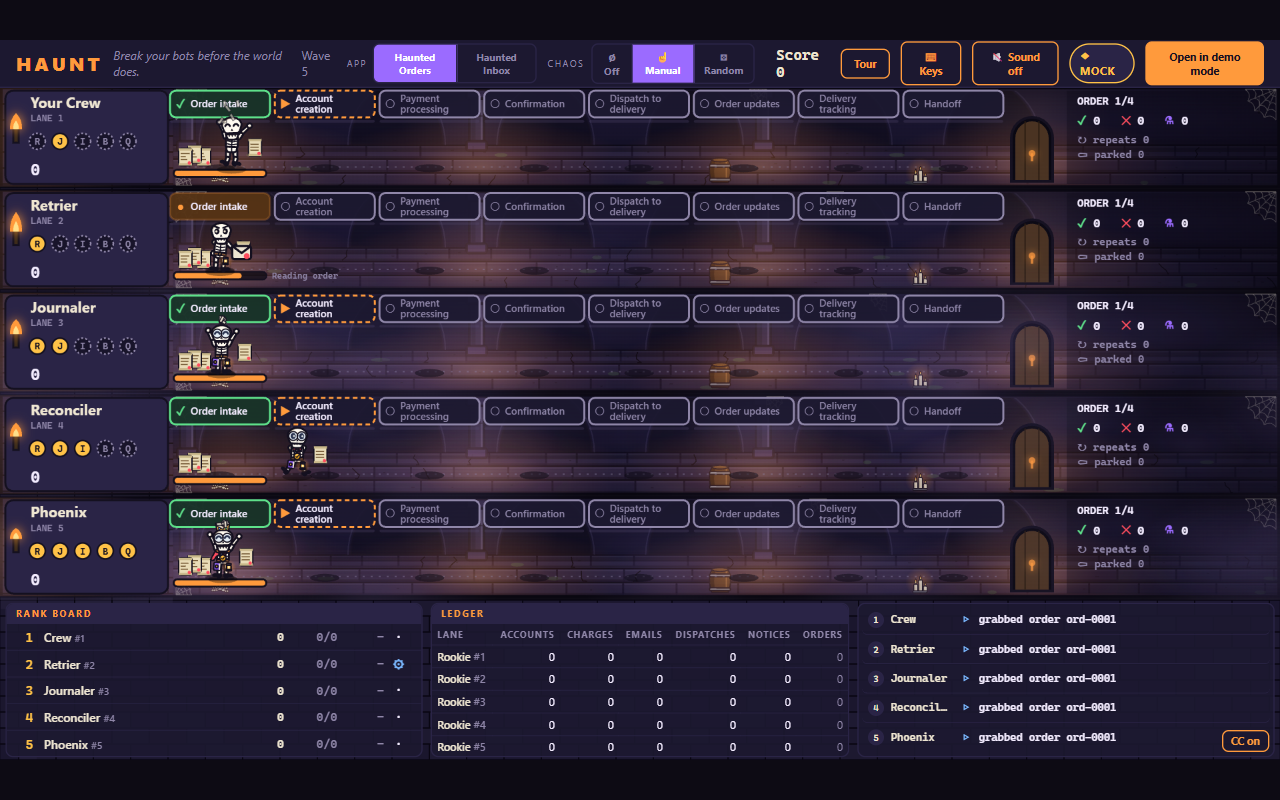 HAUNT
Break your bots before the world does.
Wave 5
APP
Haunted Orders
Haunted Inbox
CHAOS
Ø Off
Manual
Random
Score 0
Tour
Keys
Sound off
MOCK
Open in demo mode
Your Crew
LANE 1
R J I B Q
0
✓ Order intake
Account creation
Payment processing
Confirmation
Dispatch to delivery
Order updates
Delivery tracking
Handoff
ORDER 1/4
✓ 0 ✕ 0 0
↻ repeats 0
parked 0
Retrier
LANE 2
R J I B Q
0
Order intake
Account creation
Payment processing
Confirmation
Dispatch to delivery
Order updates
Delivery tracking
Handoff
Reading order
ORDER 1/4
✓ 0 ✕ 0 0
↻ repeats 0
parked 0
Journaler
LANE 3
R J I B Q
0
✓ Order intake
Account creation
Payment processing
Confirmation
Dispatch to delivery
Order updates
Delivery tracking
Handoff
ORDER 1/4
✓ 0 ✕ 0 0
↻ repeats 0
parked 0
Reconciler
LANE 4
R J I B Q
0
✓ Order intake
Account creation
Payment processing
Confirmation
Dispatch to delivery
Order updates
Delivery tracking
Handoff
ORDER 1/4
✓ 0 ✕ 0 0
↻ repeats 0
parked 0
Phoenix
LANE 5
R J I B Q
0
✓ Order intake
Account creation
Payment processing
Confirmation
Dispatch to delivery
Order updates
Delivery tracking
Handoff
ORDER 1/4
✓ 0 ✕ 0 0
↻ repeats 0
parked 0
RANK BOARD
1 Crew #1 0 0/0 – ·
2 Retrier #2 0 0/0 –
3 Journaler #3 0 0/0 – ·
4 Reconciler #4 0 0/0 – ·
5 Phoenix #5 0 0/0 – ·
LEDGER
LANE ACCOUNTS CHARGES EMAILS DISPATCHES NOTICES ORDERS
Rookie #1 0 0 0 0 0 0
Rookie #2 0 0 0 0 0 0
Rookie #3 0 0 0 0 0 0
Rookie #4 0 0 0 0 0 0
Rookie #5 0 0 0 0 0 0
1 Crew ▷ grabbed order ord-0001
2 Retrier ▷ grabbed order ord-0001
3 Journaler ▷ grabbed order ord-0001
4 Reconcil… ▷ grabbed order ord-0001
5 Phoenix ▷ grabbed order ord-0001
CC on